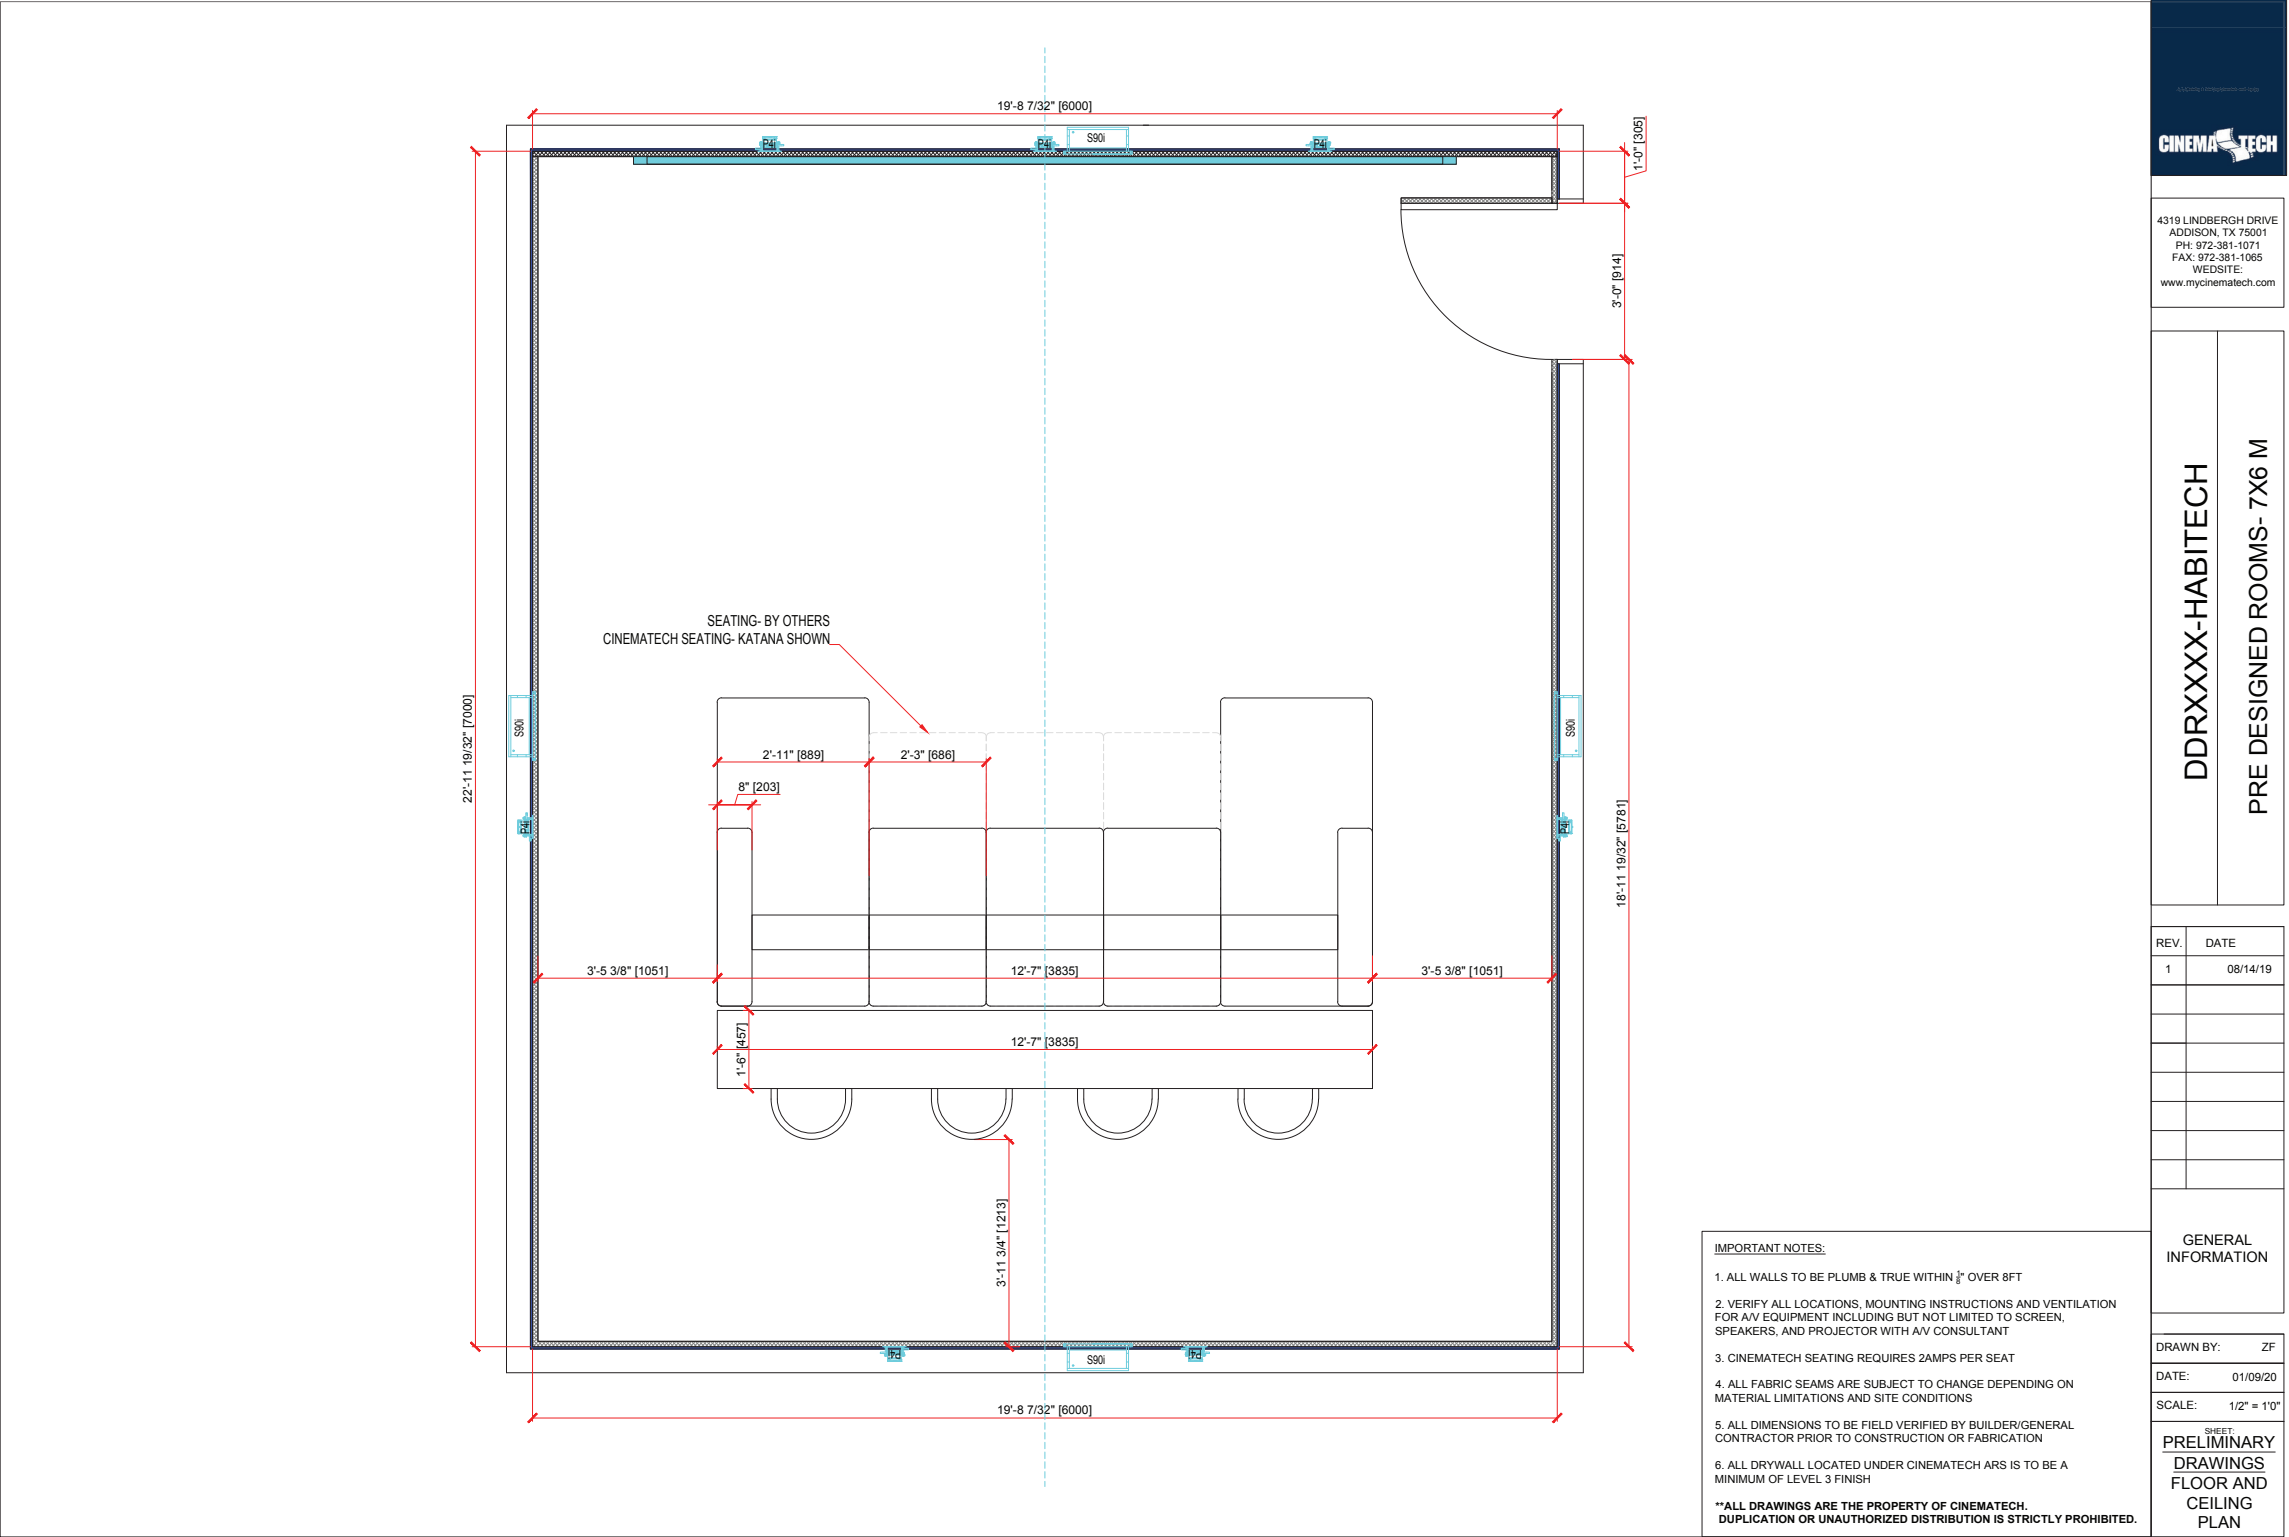 19'-8 7/32" [6000]
P4i
P4i
S90i
P4i
1'-0" [305]
3'-0" [914]
SEATING- BY OTHERS
CINEMATECH SEATING- KATANA SHOWN
22'-11 19/32" [7000]
S90i
S90i
2'-11" [889]
2'-3" [686]
8" [203]
P4i
P4i
18'-11 19/32" [5781]
3'-5 3/8" [1051]
12'-7" [3835]
3'-5 3/8" [1051]
1'-6" [457]
12'-7" [3835]
3'-11 3/4" [1213]
P4i
S90i
P4i
19'-8 7/32" [6000]
IMPORTANT NOTES:
1. ALL WALLS TO BE PLUMB & TRUE WITHIN ⅛" OVER 8FT
2. VERIFY ALL LOCATIONS, MOUNTING INSTRUCTIONS AND VENTILATION
FOR A/V EQUIPMENT INCLUDING BUT NOT LIMITED TO SCREEN,
SPEAKERS, AND PROJECTOR WITH A/V CONSULTANT
3. CINEMATECH SEATING REQUIRES 2AMPS PER SEAT
4. ALL FABRIC SEAMS ARE SUBJECT TO CHANGE DEPENDING ON
MATERIAL LIMITATIONS AND SITE CONDITIONS
5. ALL DIMENSIONS TO BE FIELD VERIFIED BY BUILDER/GENERAL
CONTRACTOR PRIOR TO CONSTRUCTION OR FABRICATION
6. ALL DRYWALL LOCATED UNDER CINEMATECH ARS IS TO BE A
MINIMUM OF LEVEL 3 FINISH
**ALL DRAWINGS ARE THE PROPERTY OF CINEMATECH.
DUPLICATION OR UNAUTHORIZED DISTRIBUTION IS STRICTLY PROHIBITED.
CINEMATECH
4319 LINDBERGH DRIVE
ADDISON, TX 75001
PH: 972-381-1071
FAX: 972-381-1065
WEDSITE:
www.mycinematech.com
DDRXXXX-HABITECH
PRE DESIGNED ROOMS- 7X6 M
REV. DATE
1 08/14/19
GENERAL
INFORMATION
DRAWN BY: ZF
DATE: 01/09/20
SCALE: 1/2" = 1'0"
SHEET:
PRELIMINARY
DRAWINGS
FLOOR AND
CEILING
PLAN